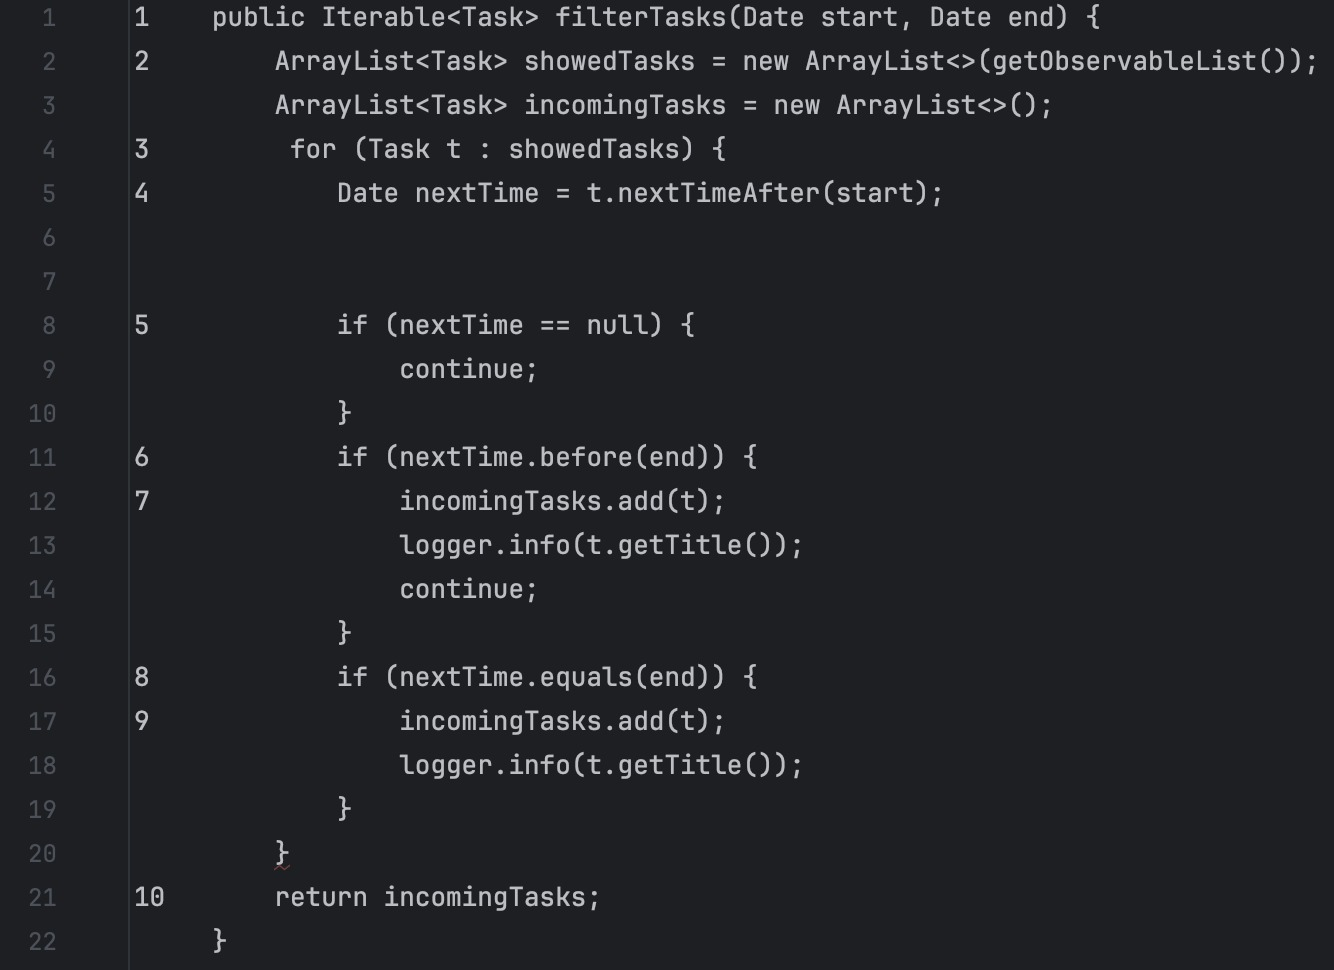 1 1 public Iterable<Task> filterTasks(Date start, Date end) {
2 2 ArrayList<Task> showedTasks = new ArrayList<>(getObservableList());
3 ArrayList<Task> incomingTasks = new ArrayList<>();
4 3 for (Task t : showedTasks) {
5 4 Date nextTime = t.nextTimeAfter(start);
6
7
8 5 if (nextTime == null) {
9 continue;
10 }
11 6 if (nextTime.before(end)) {
12 7 incomingTasks.add(t);
13 logger.info(t.getTitle());
14 continue;
15 }
16 8 if (nextTime.equals(end)) {
17 9 incomingTasks.add(t);
18 logger.info(t.getTitle());
19 }
20 }
21 10 return incomingTasks;
22 }